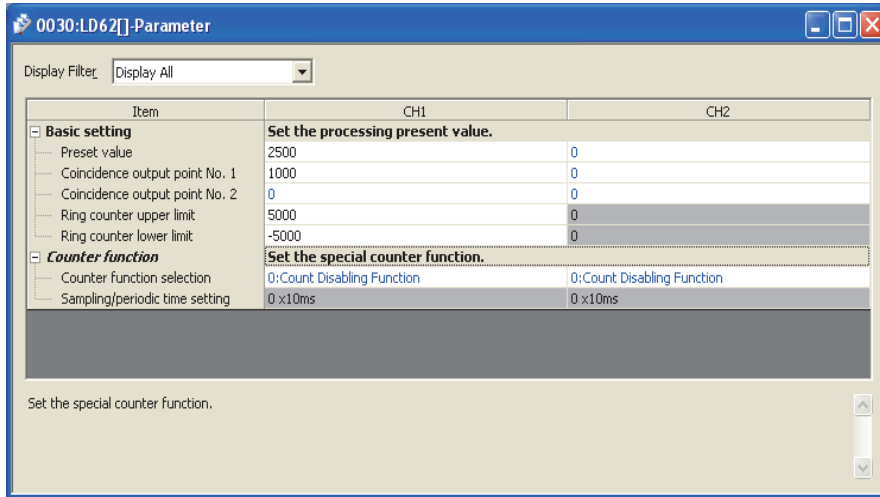 0030:LD62[]-Parameter
Display Filter Display All
Item CH1 CH2
Basic setting Set the processing present value.
Preset value 2500 0
Coincidence output point No. 1 1000 0
Coincidence output point No. 2 0 0
Ring counter upper limit 5000 0
Ring counter lower limit -5000 0
Counter function Set the special counter function.
Counter function selection 0:Count Disabling Function 0:Count Disabling Function
Sampling/periodic time setting 0 x10ms 0 x10ms
Set the special counter function.